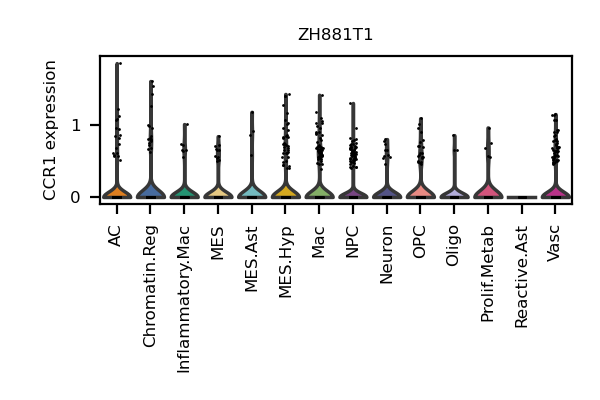 ZH881T1
CCR1 expression
1
0
AC
Chromatin.Reg
Inflammatory.Mac
MES
MES.Ast
MES.Hyp
Mac
NPC
Neuron
OPC
Oligo
Prolif.Metab
Reactive.Ast
Vasc